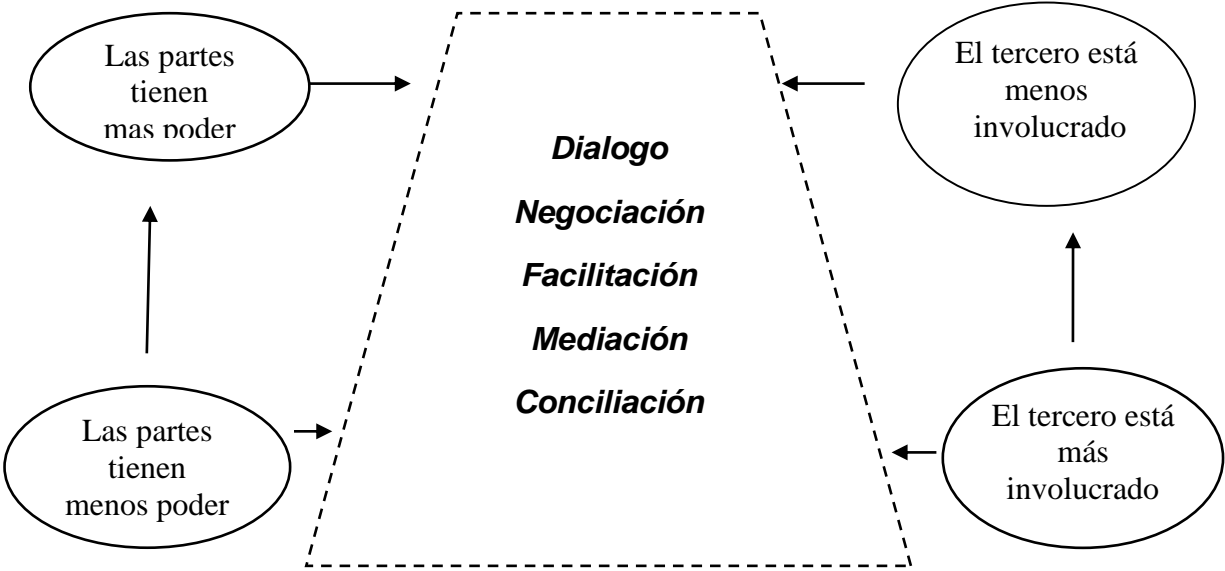 Las partes
tienen
mas poder
El tercero está
menos
involucrado
Dialogo
Negociación
Facilitación
Mediación
Conciliación
Las partes
tienen
menos poder
El tercero está
más
involucrado